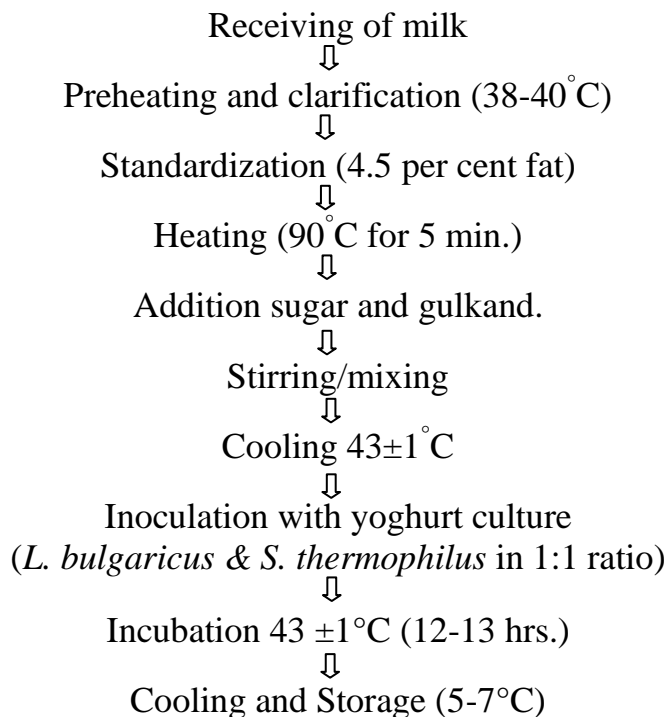 Receiving of milk
⇩
Preheating and clarification (38-40°C)
⇩
Standardization (4.5 per cent fat)
⇩
Heating (90°C for 5 min.)
⇩
Addition sugar and gulkand.
⇩
Stirring/mixing
⇩
Cooling 43±1°C
⇩
Inoculation with yoghurt culture
(L. bulgaricus & S. thermophilus in 1:1 ratio)
⇩
Incubation 43 ±1°C (12-13 hrs.)
⇩
Cooling and Storage (5-7°C)